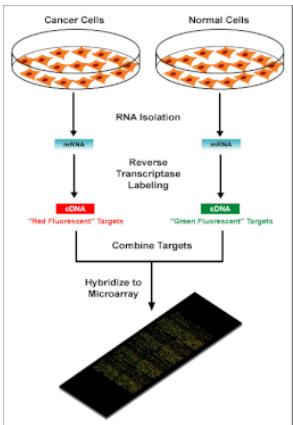 Cancer Cells
Normal Cells
RNA Isolation
mRNA
mRNA
Reverse
Transcriptase
Labeling
cDNA
cDNA
"Red Fluorescent" Targets
"Green Fluorescent" Targets
Combine Targets
Hybridize to
Microarray